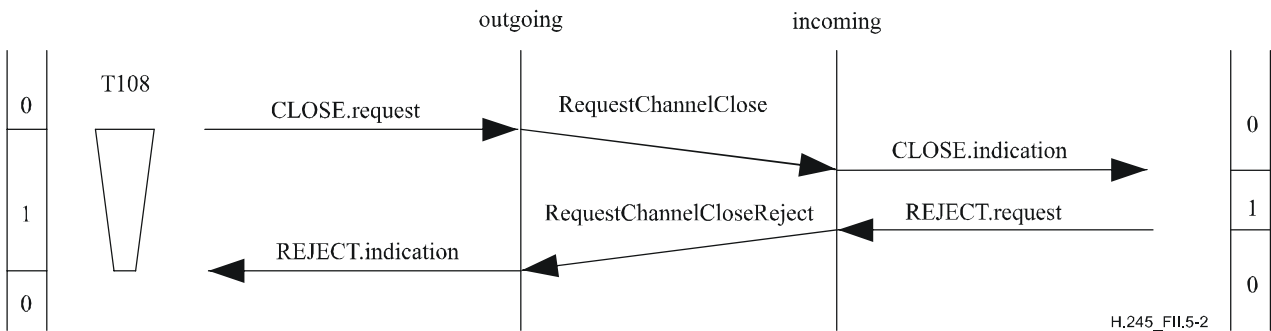 outgoing
incoming
T108
0
CLOSE.request
RequestChannelClose
0
CLOSE.indication
1
RequestChannelCloseReject
REJECT.request
1
REJECT.indication
0
0
H.245_FII.5-2